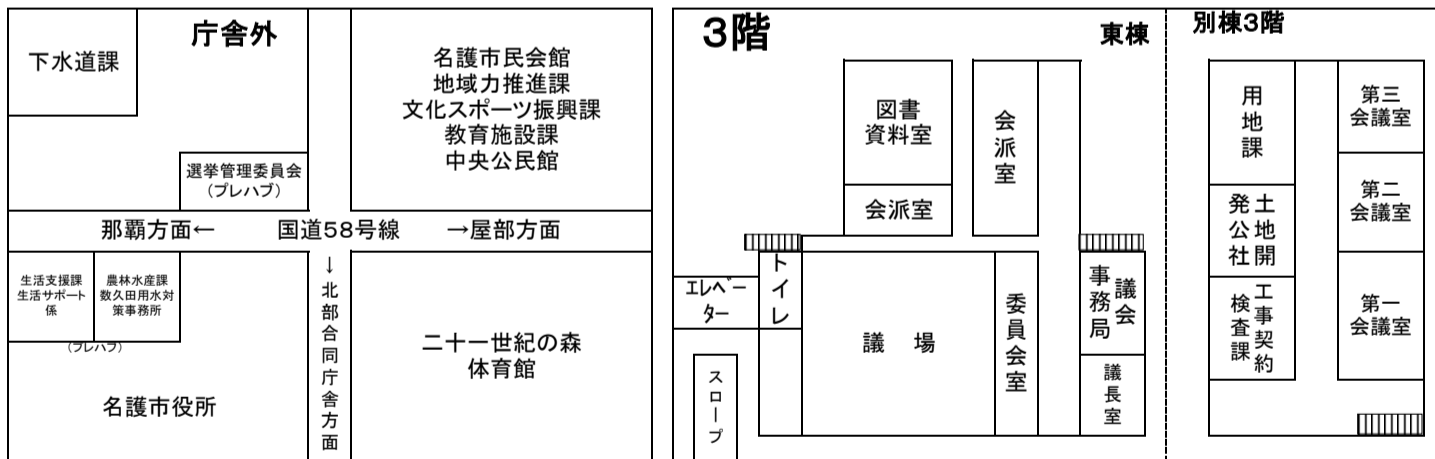 庁舎外
下水道課
名護市民会館
地域力推進課
文化スポーツ振興課
教育施設課
中央公民館
選挙管理委員会
(プレハブ)
那覇方面← 国道58号線 →屋部方面
生活支援課
生活サポート
係
農林水産課
数久田用水対
策事務所
(プレハブ)
名護市役所
↓北部合同庁舎方面
二十一世紀の森
体育館
3階
東棟
図書
資料室
会派室
会派室
エレベー
ター
トイレ
スロープ
議 場
委員会室
議会
事務局
議長室
別棟3階
用地課
土地開
発公社
工事契約
検査課
第三
会議室
第二
会議室
第一
会議室